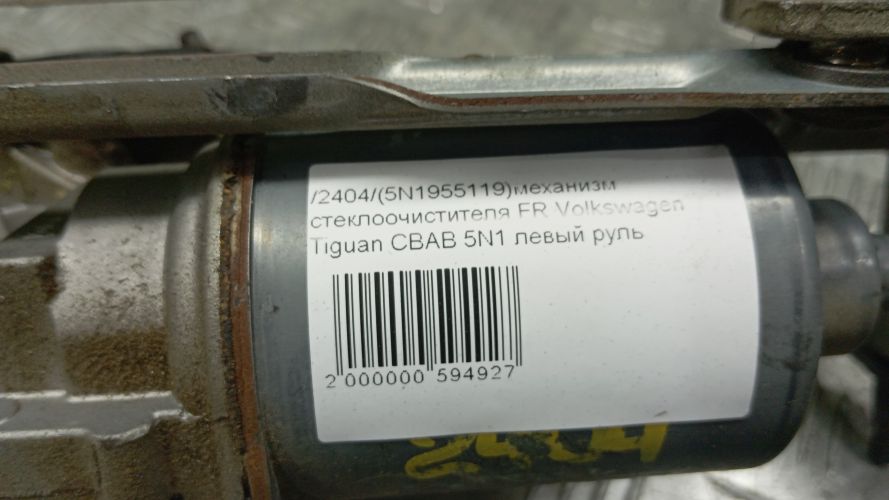 /2404/(5N1955119)механизм
стеклоочистителя FR Volkswagen
Tiguan CBAB 5N1 левый руль
2 000000 594927